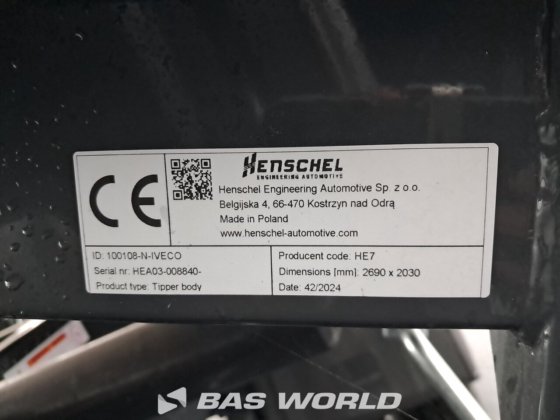 CE
HENSCHEL
ENGINEERING AUTOMOTIVE
Henschel Engineering Automotive Sp. z o.o.
Belgijska 4, 66-470 Kostrzyn nad Odrą
Made in Poland
www.henschel-automotive.com
ID: 100108-N-IVECO
Serial nr: HEA03-008840-
Product type: Tipper body
Producent code: HE7
Dimensions [mm]: 2690 x 2030
Date: 42/2024
BAS WORLD